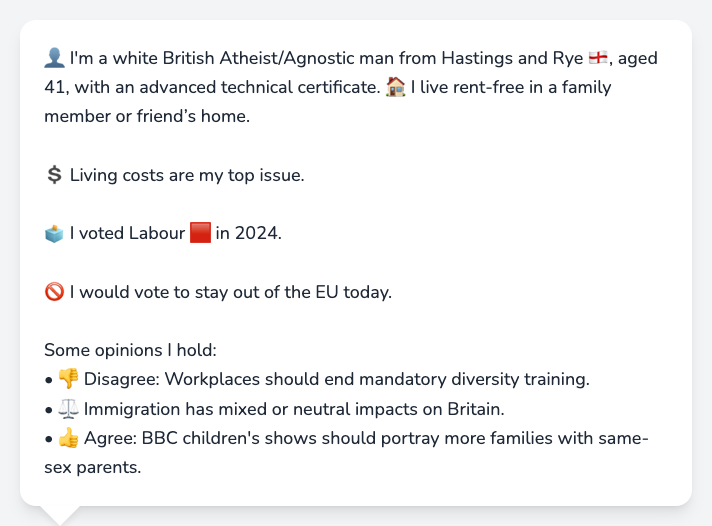 👤 I'm a white British Atheist/Agnostic man from Hastings and Rye 🏴󠁧󠁢󠁥󠁮󠁧󠁿, aged
41, with an advanced technical certificate. 🏠 I live rent-free in a family
member or friend’s home.
💲 Living costs are my top issue.
🗳️ I voted Labour 🟥 in 2024.
🚫 I would vote to stay out of the EU today.
Some opinions I hold:
• 👎 Disagree: Workplaces should end mandatory diversity training.
• ⚖️ Immigration has mixed or neutral impacts on Britain.
• 👍 Agree: BBC children's shows should portray more families with same-
sex parents.